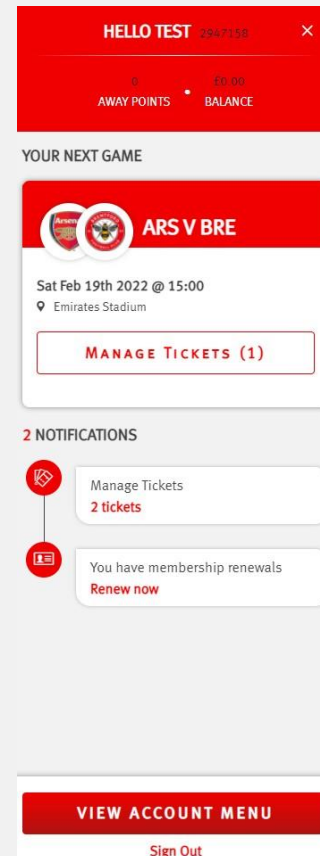 HELLO TEST 2947158 ×
0 £0.00
AWAY POINTS • BALANCE
YOUR NEXT GAME
Arsenal
ARS V BRE
Sat Feb 19th 2022 @ 15:00
Emirates Stadium
MANAGE TICKETS (1)
2 NOTIFICATIONS
Manage Tickets
2 tickets
You have membership renewals
Renew now
VIEW ACCOUNT MENU
Sign Out